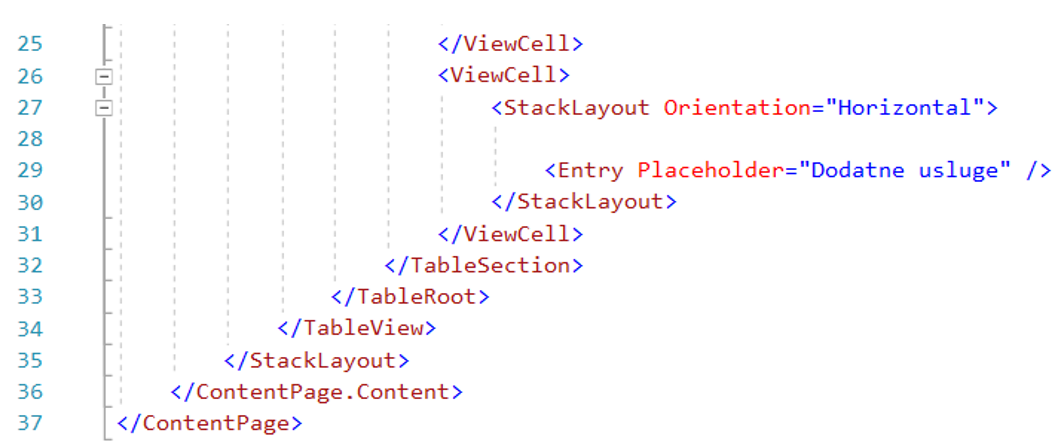 25 </ViewCell>
26 <ViewCell>
27 <StackLayout Orientation="Horizontal">
28
29 <Entry Placeholder="Dodatne usluge" />
30 </StackLayout>
31 </ViewCell>
32 </TableSection>
33 </TableRoot>
34 </TableView>
35 </StackLayout>
36 </ContentPage.Content>
37 </ContentPage>